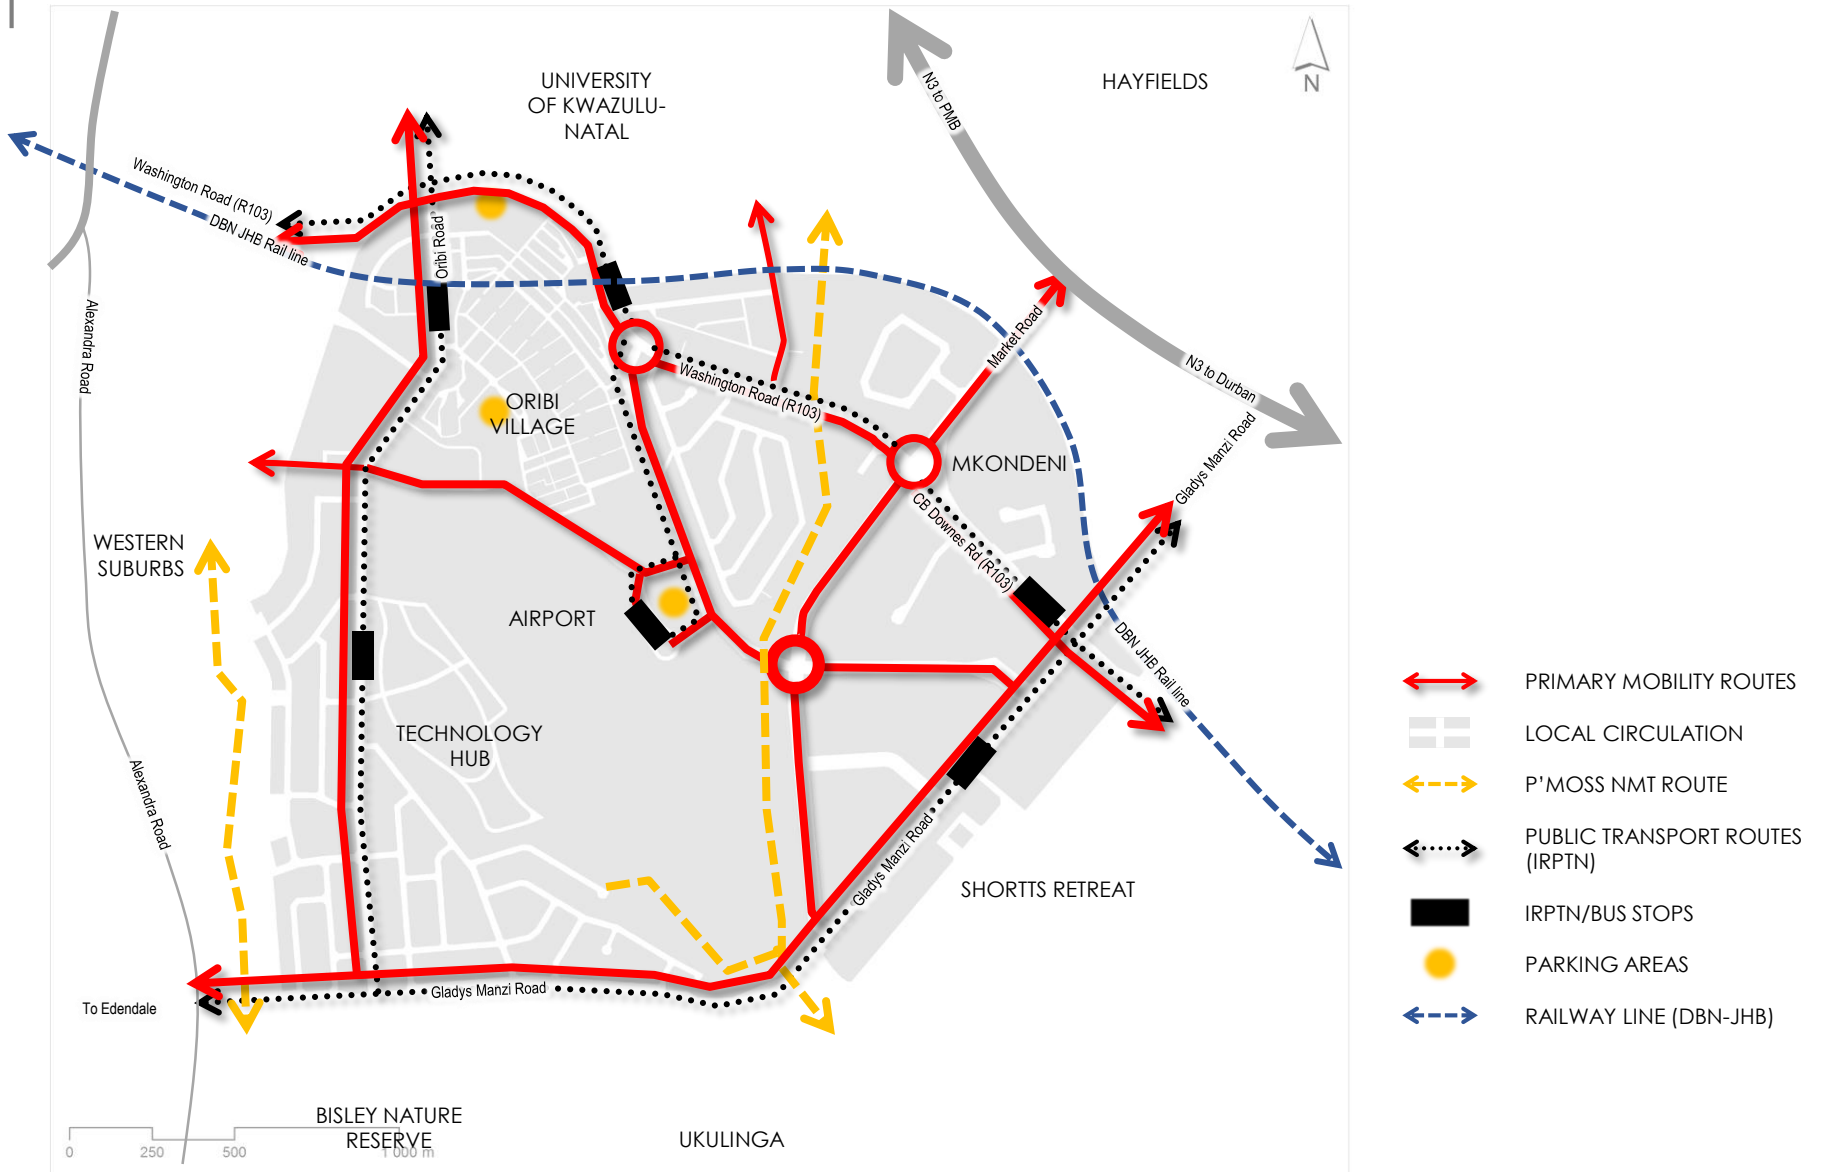 UNIVERSITY
OF KWAZULU-
NATAL
HAYFIELDS
N
N3 to PMB
Washington Road (R103)
DBN JHB Rail line
Oribi Road
Alexandra Road
Market Road
N3 to Durban
Washington Road (R103)
ORIBI
VILLAGE
MKONDENI
Gladys Manzi Road
CB Downes Rd (R103)
WESTERN
SUBURBS
AIRPORT
DBN JHB Rail line
TECHNOLOGY
HUB
Alexandra Road
Gladys Manzi Road
SHORTTS RETREAT
Gladys Manzi Road
To Edendale
BISLEY NATURE
RESERVE
UKULINGA
0 250 500 1 000 m
PRIMARY MOBILITY ROUTES
LOCAL CIRCULATION
P'MOSS NMT ROUTE
PUBLIC TRANSPORT ROUTES
(IRPTN)
IRPTN/BUS STOPS
PARKING AREAS
RAILWAY LINE (DBN-JHB)